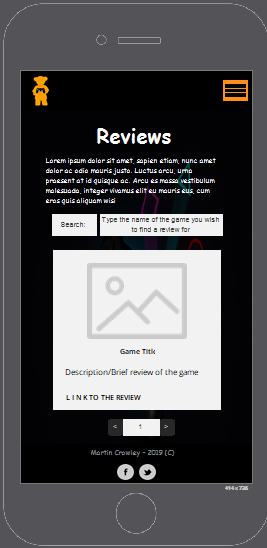 Reviews
Lorem ipsum dolor sit amet, sapien etiam, nunc amet
dolor ac odio mauris justo. Luctus arcu, urna
praesent at id quisque ac. Arcu es massa vestibulum
malesuada, integer vivamus elit eu mauris eus, cum
eros quis aliquam wisi
Search:
Type the name of the game you wish
to find a review for
Game Title
Description/Brief review of the game
LINK TO THE REVIEW
< 1 >
Martin Crowley - 2019 (C)
414 x 736